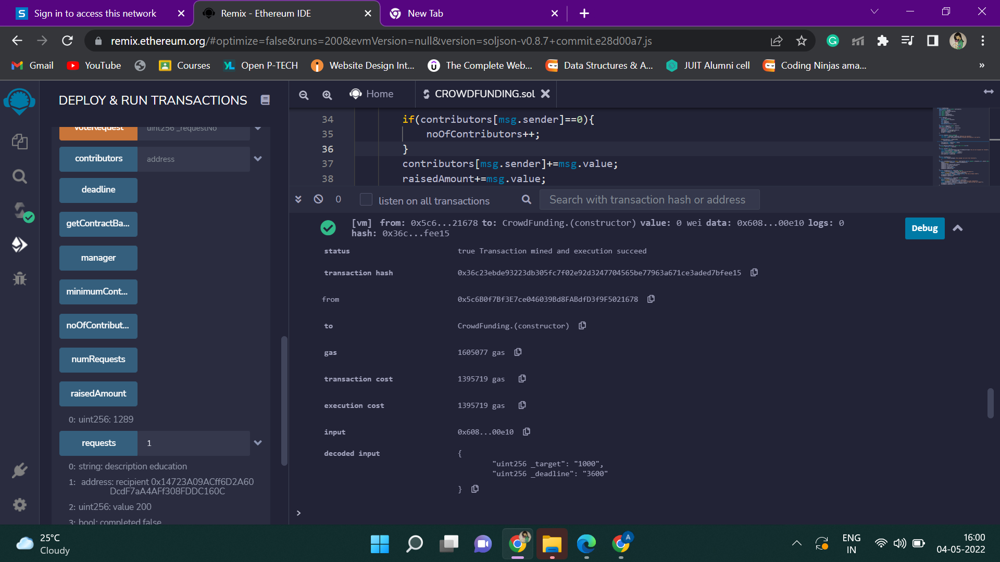 Sign in to access this network
Remix - Ethereum IDE
New Tab
remix.ethereum.org/#optimize=false&runs=200&evmVersion=null&version=soljson-v0.8.7+commit.e28d00a7.js
Gmail
YouTube
Courses
Open P-TECH
Website Design Int...
The Complete Web...
Data Structures & A...
JUIT Alumni cell
Coding Ninjas ama...
»
DEPLOY & RUN TRANSACTIONS
Home
CROWDFUNDING.sol
voteRequest
uint256 _requestNo
contributors
address
deadline
getContractBa...
manager
minimumCont...
noOfContribut...
numRequests
raisedAmount
0: uint256: 1289
requests
1
0: string: description education
1: address: recipient 0x14723A09ACff6D2A60
DcdF7aA4AFf308FDDC160C
2: uint256: value 200
3: bool: completed false
34 if(contributors[msg.sender]==0){
35 noOfContributors++;
36 }
37 contributors[msg.sender]+=msg.value;
38 raisedAmount+=msg.value;
0
listen on all transactions
Search with transaction hash or address
[vm] from: 0x5c6...21678 to: CrowdFunding.(constructor) value: 0 wei data: 0x608...00e10 logs: 0
hash: 0x36c...fee15
Debug
status true Transaction mined and execution succeed
transaction hash 0x36c23ebde93223db305fc7f02e92d3247704565be77963a671ce3aded7bfee15
from 0x5c6B0f7Bf3E7ce046039Bd8FABdfD3f9F5021678
to CrowdFunding.(constructor)
gas 1605077 gas
transaction cost 1395719 gas
execution cost 1395719 gas
input 0x608...00e10
decoded input {
"uint256 _target": "1000",
"uint256 _deadline": "3600"
}
>
25°C
Cloudy
ENG
IN
16:00
04-05-2022